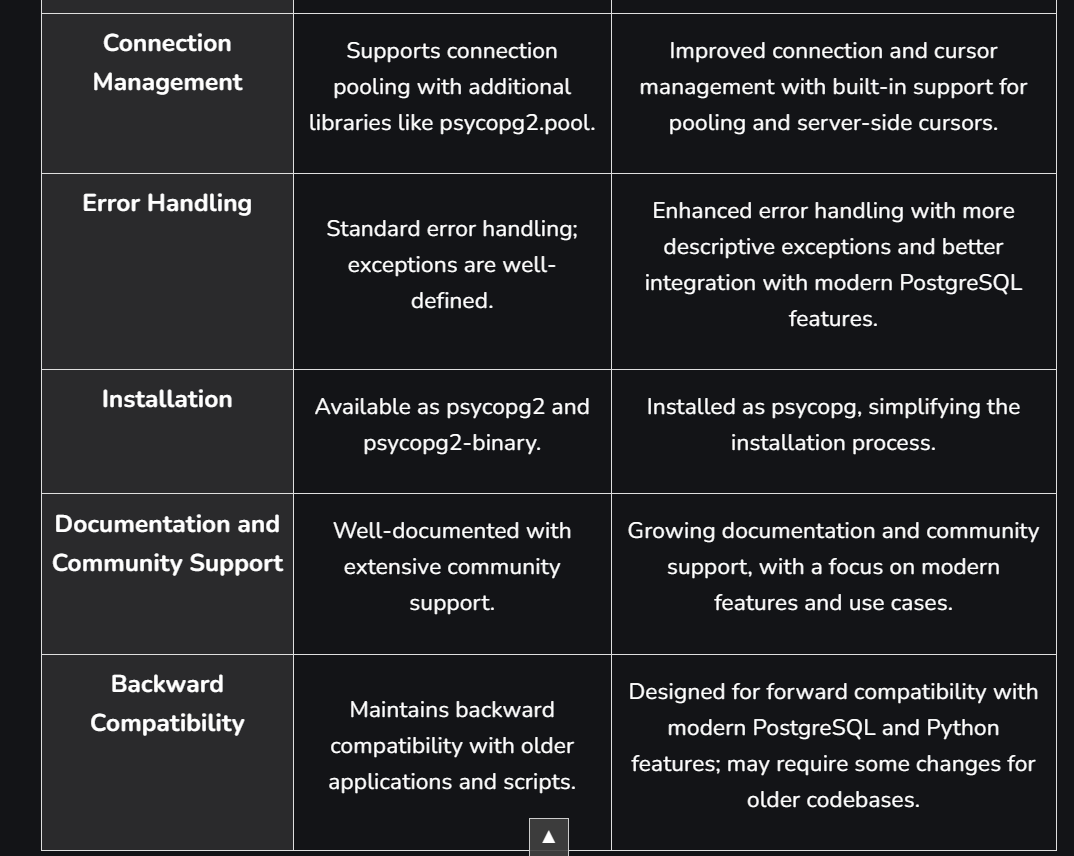 Connection
Management
Supports connection
pooling with additional
libraries like psycopg2.pool.
Improved connection and cursor
management with built-in support for
pooling and server-side cursors.
Error Handling
Standard error handling;
exceptions are well-
defined.
Enhanced error handling with more
descriptive exceptions and better
integration with modern PostgreSQL
features.
Installation
Available as psycopg2 and
psycopg2-binary.
Installed as psycopg, simplifying the
installation process.
Documentation and
Community Support
Well-documented with
extensive community
support.
Growing documentation and community
support, with a focus on modern
features and use cases.
Backward
Compatibility
Maintains backward
compatibility with older
applications and scripts.
Designed for forward compatibility with
modern PostgreSQL and Python
features; may require some changes for
older codebases.